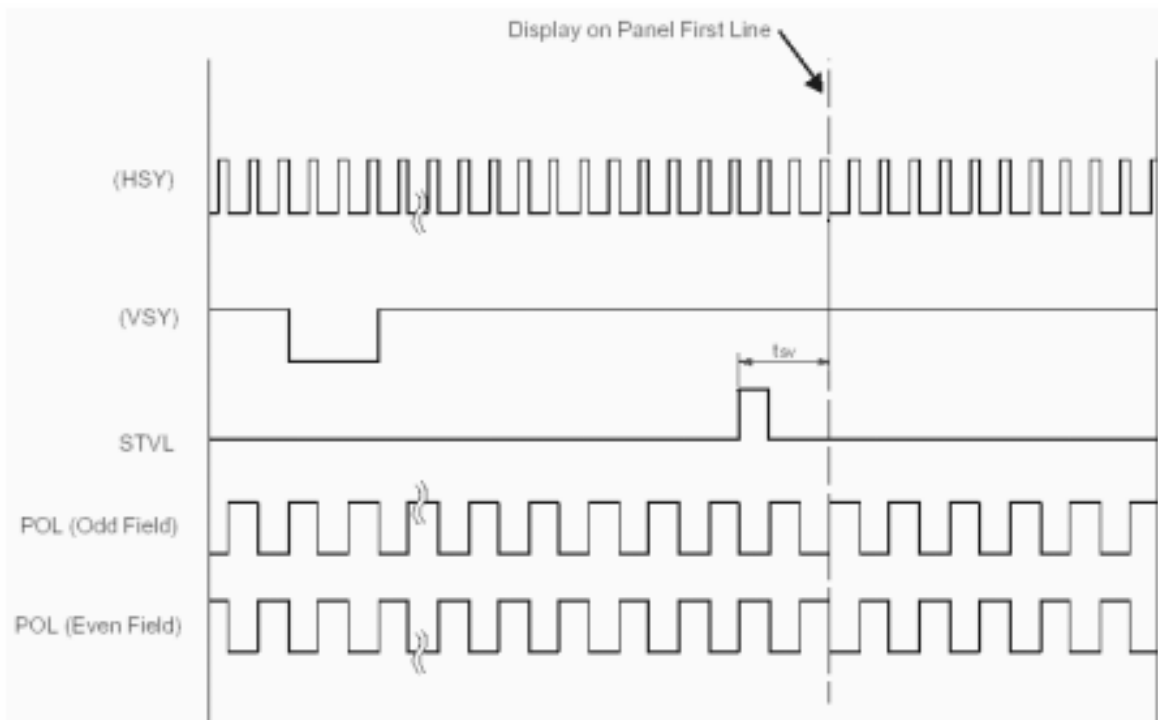 Display on Panel First Line
(HSY)
(VSY)
tsv
STVL
POL (Odd Field)
POL (Even Field)